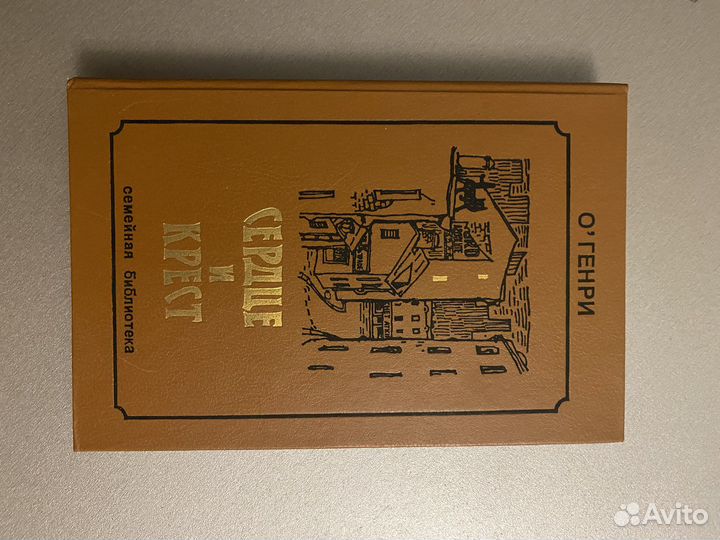 О'ГЕНРИ
СЕРДЦЕ
И
КРЕСТ
семейная библиотека
Avito